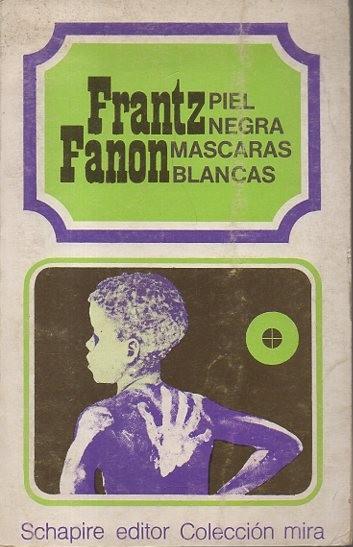 Frantz
Fanon
PIEL
NEGRA
MASCARAS
BLANCAS
Schapire editor Colección mira